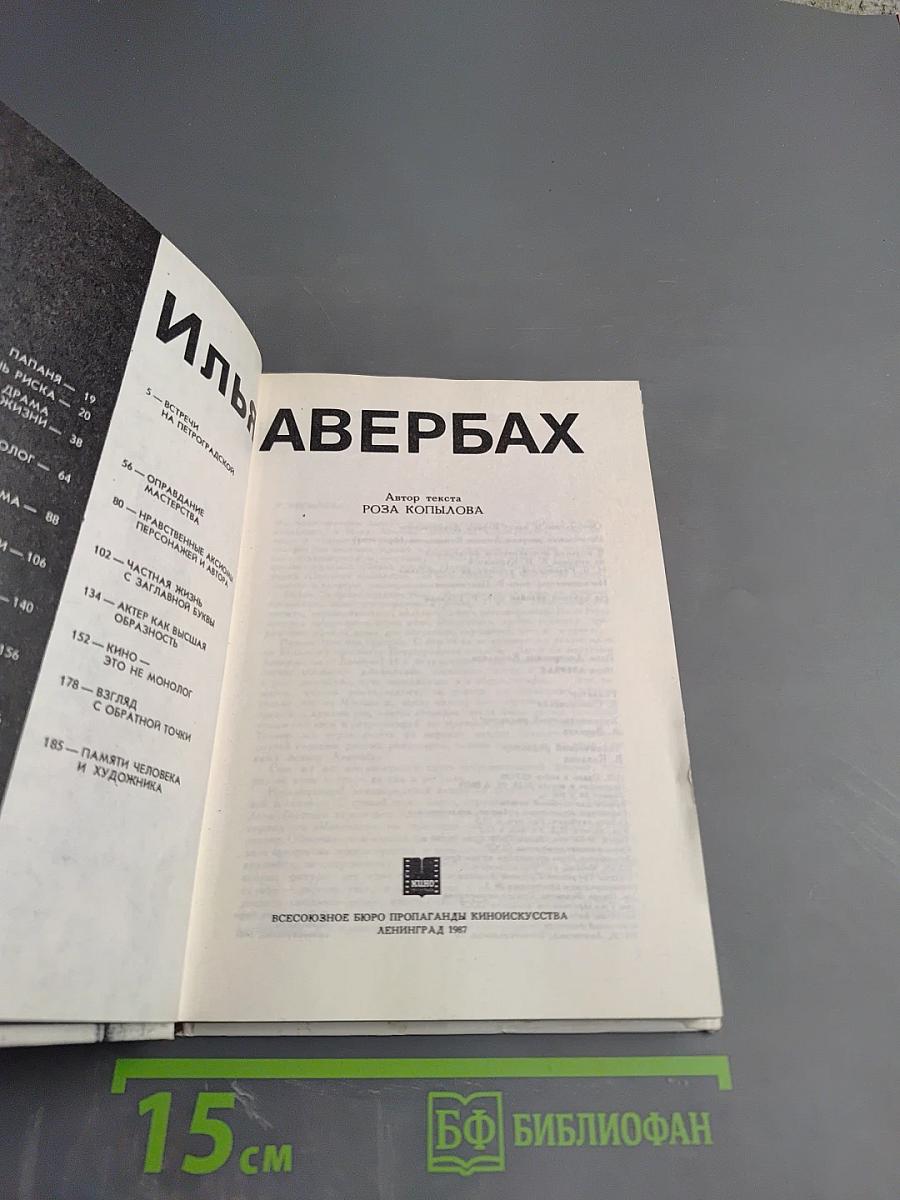 ПАПАНЯ — 19
РИСКА — 20
ДРАМА
ЖИЗНИ — 38
64
88
106
140
156
ИЛЬЯ
5 — ВСТРЕЧИ
НА ПЕТРОГРАДСКОЙ
56 — ОПРАВДАНИЕ
МАСТЕРСТВА
80 — НРАВСТВЕННЫЕ АКСИОМЫ
ПЕРСОНАЖЕЙ И АВТОРА
102 — ЧАСТНАЯ ЖИЗНЬ
С ЗАГЛАВНОЙ БУКВЫ
134 — АКТЕР КАК ВЫСШАЯ
ОБРАЗНОСТЬ
152 — КИНО —
ЭТО НЕ МОНОЛОГ
178 — ВЗГЛЯД
С ОБРАТНОЙ ТОЧКИ
185 — ПАМЯТИ ЧЕЛОВЕКА
И ХУДОЖНИКА
АВЕРБАХ
Автор текста
РОЗА КОПЫЛОВА
КИНО
ВСЕСОЮЗНОЕ БЮРО ПРОПАГАНДЫ КИНОИСКУССТВА
ЛЕНИНГРАД 1987
15 см
БФ БИБЛИОФАН